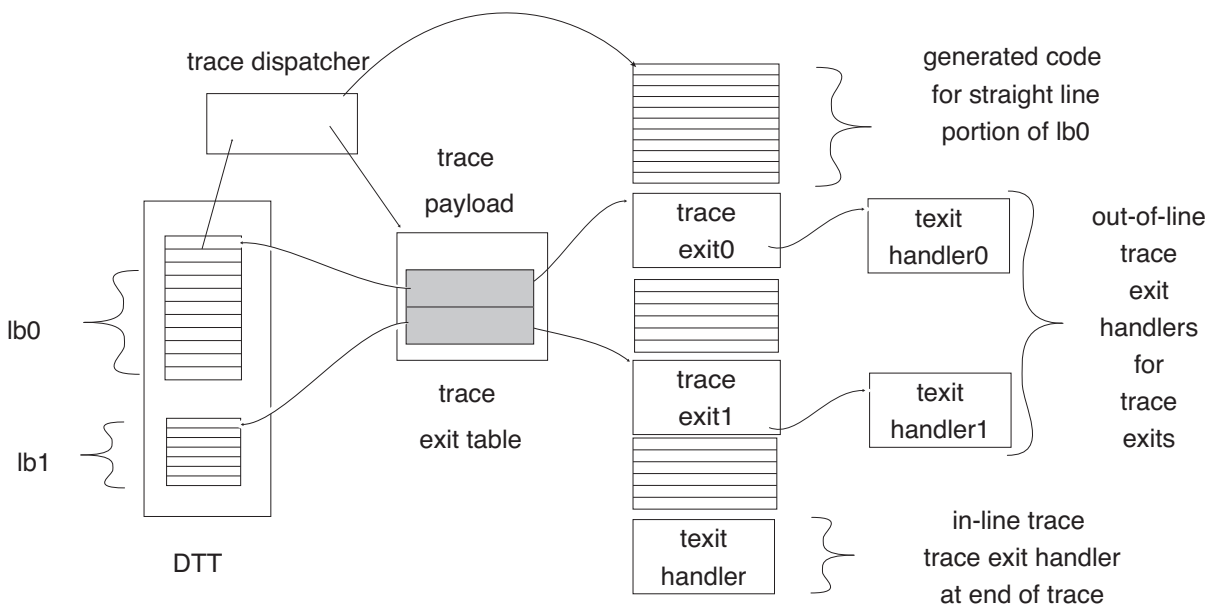 trace dispatcher
generated code
for straight line
portion of lb0
trace
payload
trace
exit0
texit
handler0
out-of-line
trace
exit
handlers
for
trace
exits
lb0
trace
exit1
texit
handler1
trace
exit table
lb1
DTT
texit
handler
in-line trace
trace exit handler
at end of trace